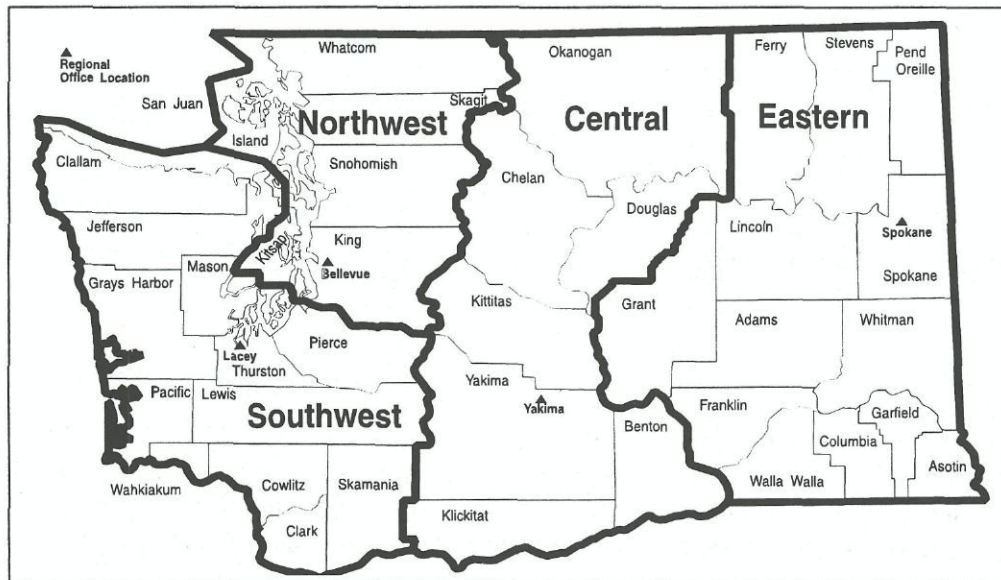 Regional
Office Location
San Juan
Whatcom
Skagit
Northwest
Island
Snohomish
King
Bellevue
Kitsap
Clallam
Jefferson
Grays Harbor
Mason
Lacey
Thurston
Pierce
Pacific
Lewis
Southwest
Wahkiakum
Cowlitz
Clark
Skamania
Okanogan
Central
Chelan
Douglas
Kittitas
Yakima
Yakima
Benton
Klickitat
Ferry
Stevens
Pend
Oreille
Eastern
Lincoln
Spokane
Spokane
Grant
Adams
Whitman
Franklin
Garfield
Columbia
Walla Walla
Asotin